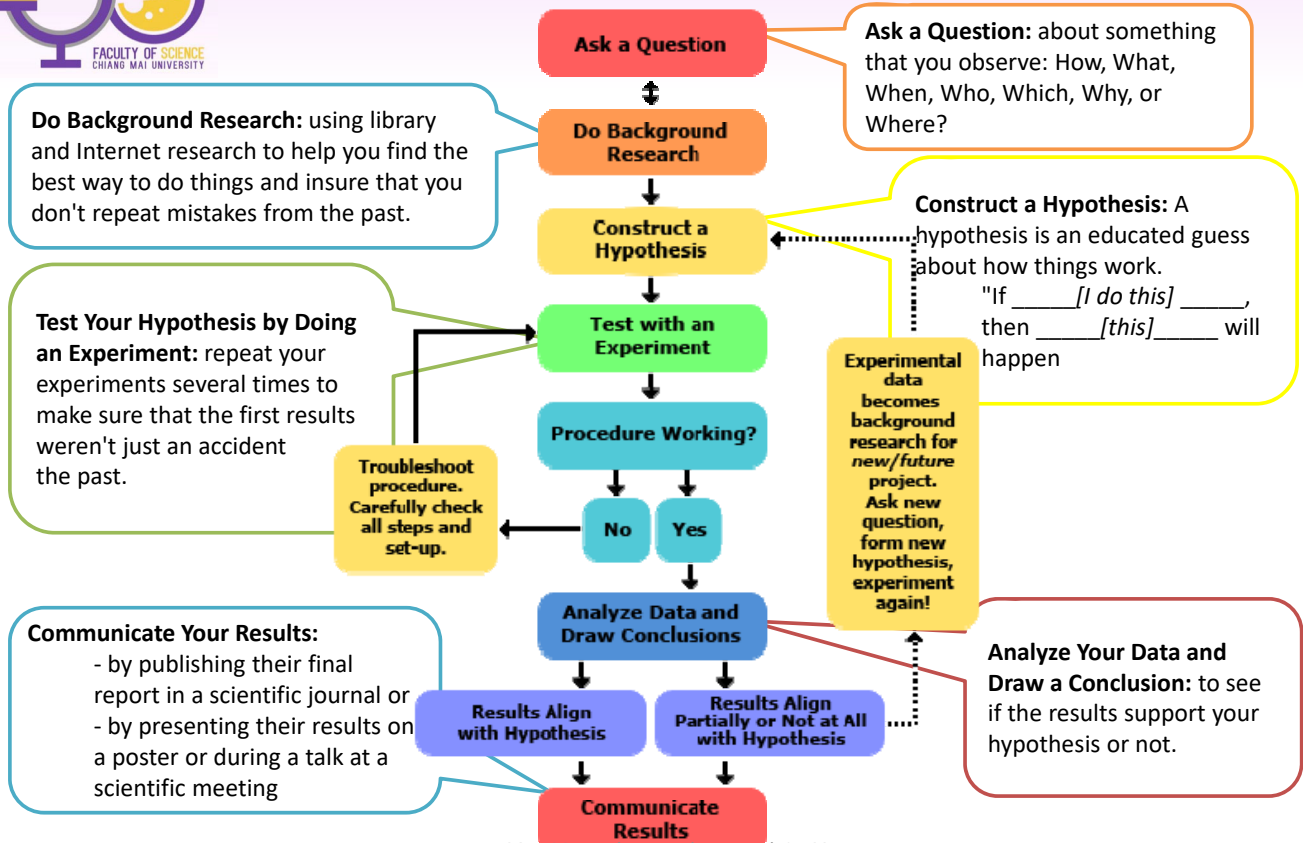 FACULTY OF SCIENCE
CHIANG MAI UNIVERSITY
Ask a Question
Ask a Question: about something
that you observe: How, What,
When, Who, Which, Why, or
Where?
Do Background Research: using library
and Internet research to help you find the
best way to do things and insure that you
don't repeat mistakes from the past.
Do Background
Research
Construct a
Hypothesis
Construct a Hypothesis: A
hypothesis is an educated guess
about how things work.
"If _____[I do this] _____,
then _____[this]_____ will
happen
Test Your Hypothesis by Doing
an Experiment: repeat your
experiments several times to
make sure that the first results
weren't just an accident
the past.
Test with an
Experiment
Procedure Working?
Troubleshoot
procedure.
Carefully check
all steps and
set-up.
No
Yes
Experimental
data
becomes
background
research for
new/future
project.
Ask new
question,
form new
hypothesis,
experiment
again!
Analyze Data and
Draw Conclusions
Analyze Your Data and
Draw a Conclusion: to see
if the results support your
hypothesis or not.
Communicate Your Results:
- by publishing their final
report in a scientific journal or
- by presenting their results on
a poster or during a talk at a
scientific meeting
Results Align
with Hypothesis
Results Align
Partially or Not at All
with Hypothesis
Communicate
Results